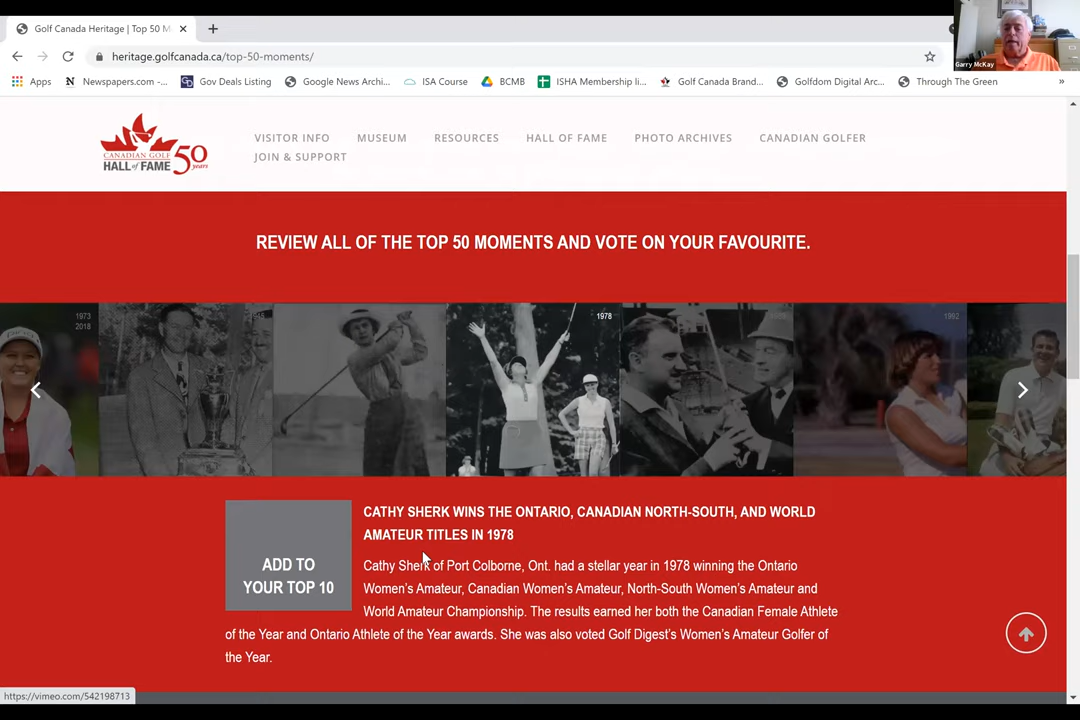 Golf Canada Heritage | Top 50 M
heritage.golfcanada.ca/top-50-moments/
Garry McKay
Apps
Newspapers.com -...
Gov Deals Listing
Google News Archi...
ISA Course
BCMB
ISHA Membership li...
Golf Canada Brand...
Golfdom Digital Arc...
Through The Green
CANADIAN GOLF
HALL of FAME
50
years
VISITOR INFO
MUSEUM
RESOURCES
HALL OF FAME
PHOTO ARCHIVES
CANADIAN GOLFER
JOIN & SUPPORT
REVIEW ALL OF THE TOP 50 MOMENTS AND VOTE ON YOUR FAVOURITE.
1973
2018
1978
1992
ADD TO
YOUR TOP 10
CATHY SHERK WINS THE ONTARIO, CANADIAN NORTH-SOUTH, AND WORLD
AMATEUR TITLES IN 1978
Cathy Sherk of Port Colborne, Ont. had a stellar year in 1978 winning the Ontario
Women's Amateur, Canadian Women's Amateur, North-South Women's Amateur and
World Amateur Championship. The results earned her both the Canadian Female Athlete
of the Year and Ontario Athlete of the Year awards. She was also voted Golf Digest's Women's Amateur Golfer of
the Year.
https://vimeo.com/542198713